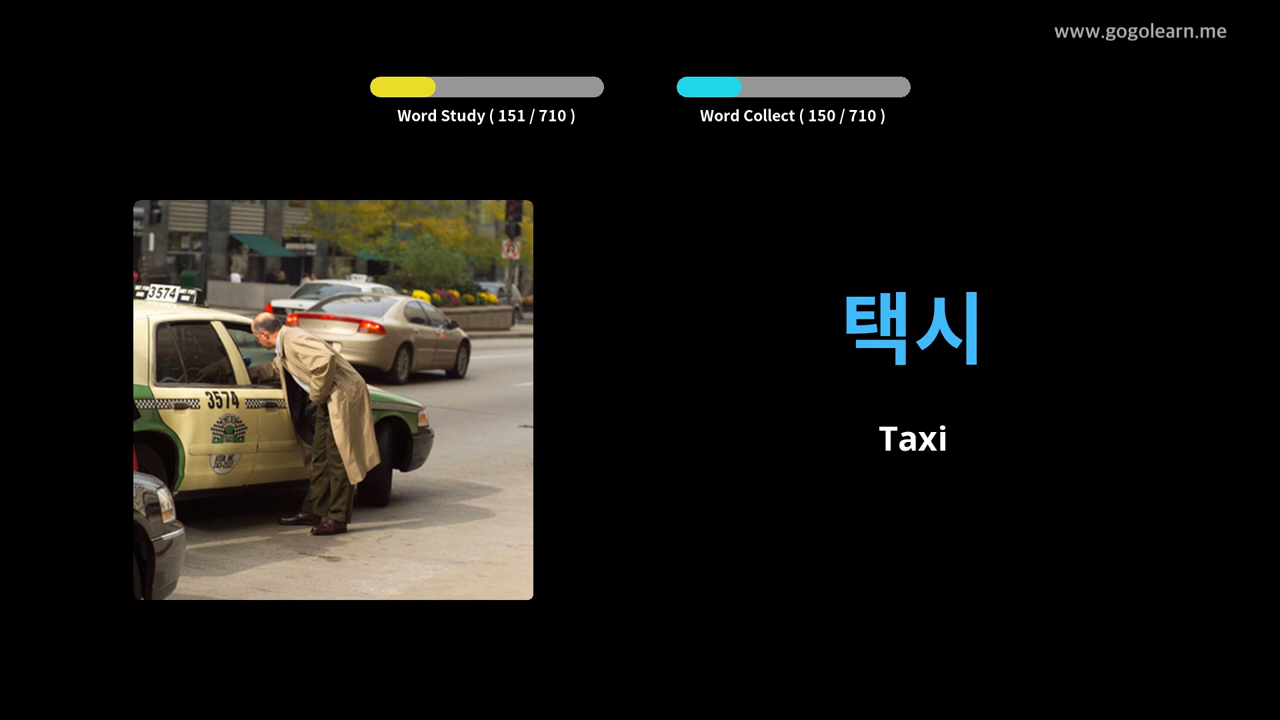 www.gogolearn.me
Word Study ( 151 / 710 )
Word Collect ( 150 / 710 )
3574
3574
택시
Taxi